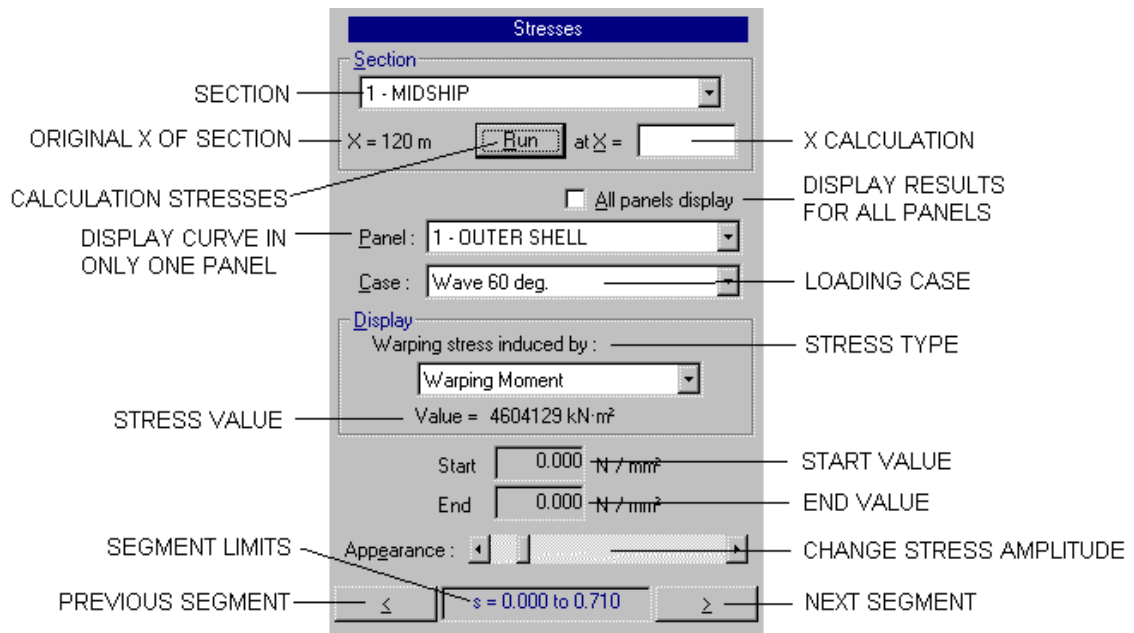 Stresses
Section
SECTION
1 - MIDSHIP
ORIGINAL X OF SECTION
X = 120 m
Run
at X =
X CALCULATION
CALCULATION STRESSES
All panels display
DISPLAY RESULTS
FOR ALL PANELS
DISPLAY CURVE IN
ONLY ONE PANEL
Panel :
1 - OUTER SHELL
Case :
Wave 60 deg.
LOADING CASE
Display
Warping stress induced by :
STRESS TYPE
Warping Moment
STRESS VALUE
Value = 4604129 kN·m²
Start
0.000
N / mm²
START VALUE
End
0.000
N / mm²
END VALUE
SEGMENT LIMITS
Appearance :
CHANGE STRESS AMPLITUDE
PREVIOUS SEGMENT
<
s = 0.000 to 0.710
>
NEXT SEGMENT